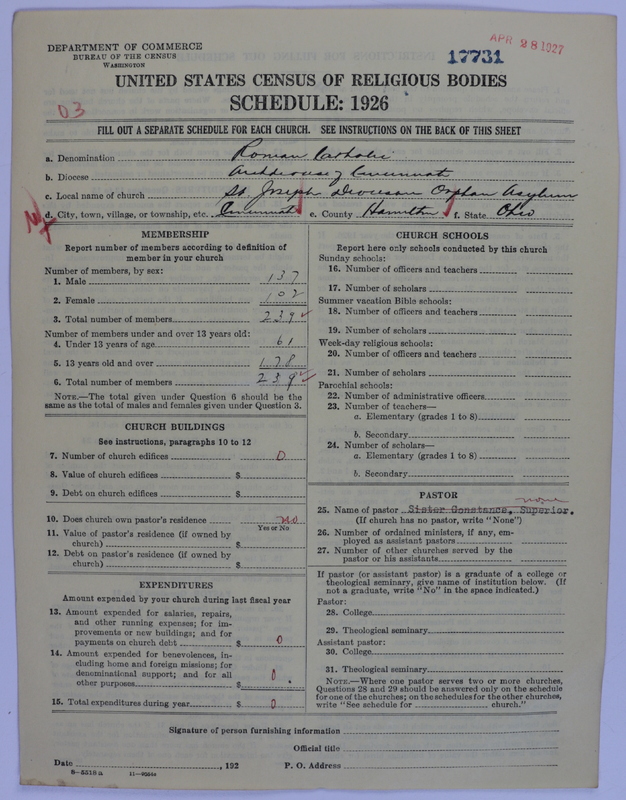 DEPARTMENT OF COMMERCE
BUREAU OF THE CENSUS
WASHINGTON
17731
APR 28 1927
UNITED STATES CENSUS OF RELIGIOUS BODIES
SCHEDULE: 1926
03
FILL OUT A SEPARATE SCHEDULE FOR EACH CHURCH. SEE INSTRUCTIONS ON THE BACK OF THIS SHEET
a. Denomination Roman Catholic
b. Diocese Archdiocese of Cincinnati
c. Local name of church St. Joseph Diocesan Orphan Asylum
d. City, town, village, or township, etc. Cincinnati e. County Hamilton f. State Ohio
MEMBERSHIP
Report number of members according to definition of
member in your church
Number of members, by sex:
1. Male 137
2. Female 102
3. Total number of members 239
Number of members under and over 13 years old:
4. Under 13 years of age 61
5. 13 years old and over 178
6. Total number of members 239
NOTE.—The total given under Question 6 should be the
same as the total of males and females given under Question 3.
CHURCH BUILDINGS
See instructions, paragraphs 10 to 12
7. Number of church edifices 0
8. Value of church edifices $
9. Debt on church edifices $
10. Does church own pastor's residence no
Yes or No
11. Value of pastor's residence (if owned by
church) $
12. Debt on pastor's residence (if owned by
church) $
EXPENDITURES
Amount expended by your church during last fiscal year
13. Amount expended for salaries, repairs,
and other running expenses; for im-
provements or new buildings; and for
payments on church debt $ 0
14. Amount expended for benevolences, in-
cluding home and foreign missions; for
denominational support; and for all
other purposes $ 0
15. Total expenditures during year $ 0
CHURCH SCHOOLS
Report here only schools conducted by this church
Sunday schools:
16. Number of officers and teachers
17. Number of scholars
Summer vacation Bible schools:
18. Number of officers and teachers
19. Number of scholars
Week-day religious schools:
20. Number of officers and teachers
21. Number of scholars
Parochial schools:
22. Number of administrative officers
23. Number of teachers—
a. Elementary (grades 1 to 8)
b. Secondary
24. Number of scholars—
a. Elementary (grades 1 to 8)
b. Secondary
PASTOR
none
25. Name of pastor Sister Constance, Superior.
(If church has no pastor, write "None")
26. Number of ordained ministers, if any, em-
ployed as assistant pastors
27. Number of other churches served by the
pastor or his assistants
If pastor (or assistant pastor) is a graduate of a college or
theological seminary, give name of institution below. (If
not a graduate, write "No" in the space indicated.)
Pastor:
28. College
29. Theological seminary
Assistant pastor:
30. College
31. Theological seminary
NOTE.—Where one pastor serves two or more churches,
Questions 28 and 29 should be answered only on the schedule
for one of the churches; on the schedules for the other churches,
write "See schedule for church."
Signature of person furnishing information
Official title
Date , 192 P. O. Address
8-5518a 11-9554a